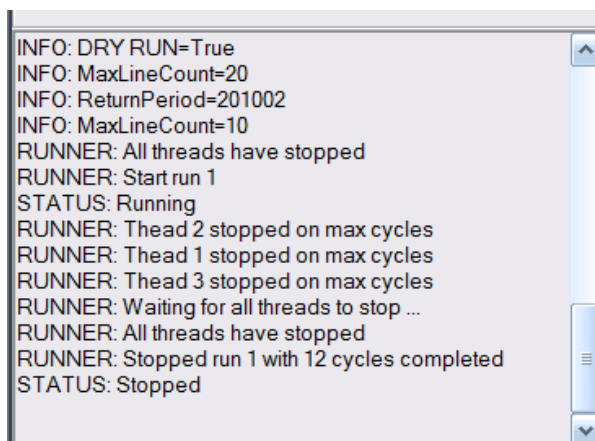 INFO: DRY RUN=True
INFO: MaxLineCount=20
INFO: ReturnPeriod=201002
INFO: MaxLineCount=10
RUNNER: All threads have stopped
RUNNER: Start run 1
STATUS: Running
RUNNER: Thead 2 stopped on max cycles
RUNNER: Thead 1 stopped on max cycles
RUNNER: Thead 3 stopped on max cycles
RUNNER: Waiting for all threads to stop ...
RUNNER: All threads have stopped
RUNNER: Stopped run 1 with 12 cycles completed
STATUS: Stopped